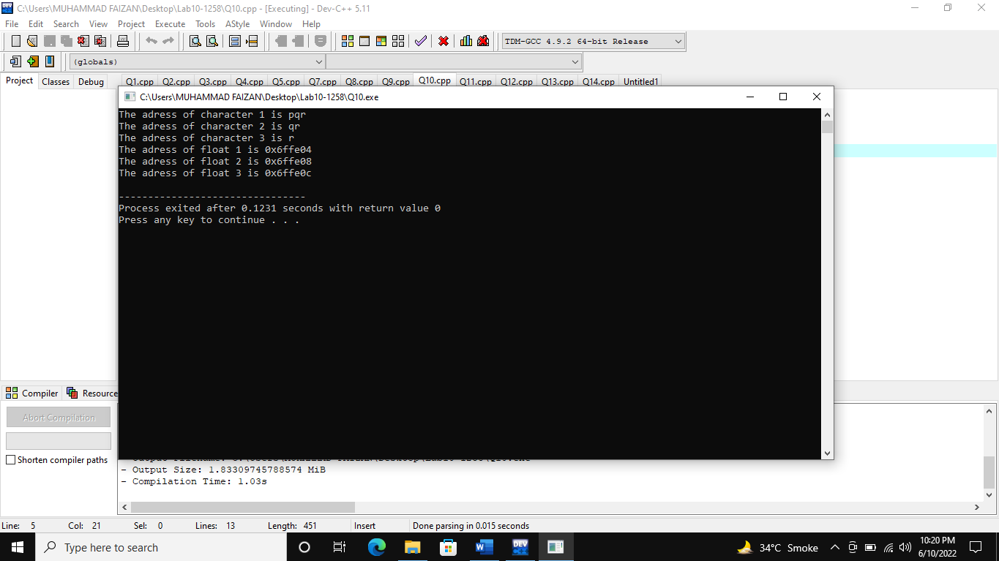 C:\Users\MUHAMMAD FAIZAN\Desktop\Lab10-1258\Q10.cpp - [Executing] - Dev-C++ 5.11
File Edit Search View Project Execute Tools AStyle Window Help
TDM-GCC 4.9.2 64-bit Release
(globals)
Project Classes Debug Q1.cpp Q2.cpp Q3.cpp Q4.cpp Q5.cpp Q7.cpp Q8.cpp Q9.cpp Q10.cpp Q11.cpp Q12.cpp Q13.cpp Q14.cpp Untitled1
C:\Users\MUHAMMAD FAIZAN\Desktop\Lab10-1258\Q10.exe
The adress of character 1 is pqr
The adress of character 2 is qr
The adress of character 3 is r
The adress of float 1 is 0x6ffe04
The adress of float 2 is 0x6ffe08
The adress of float 3 is 0x6ffe0c
--------------------------------
Process exited after 0.1231 seconds with return value 0
Press any key to continue . . .
Compiler Resource
Abort Compilation
Shorten compiler paths
- Output Size: 1.83309745788574 MiB
- Compilation Time: 1.03s
Line: 5 Col: 21 Sel: 0 Lines: 13 Length: 451 Insert Done parsing in 0.015 seconds
Type here to search
DEV C++
34°C Smoke
10:20 PM
6/10/2022